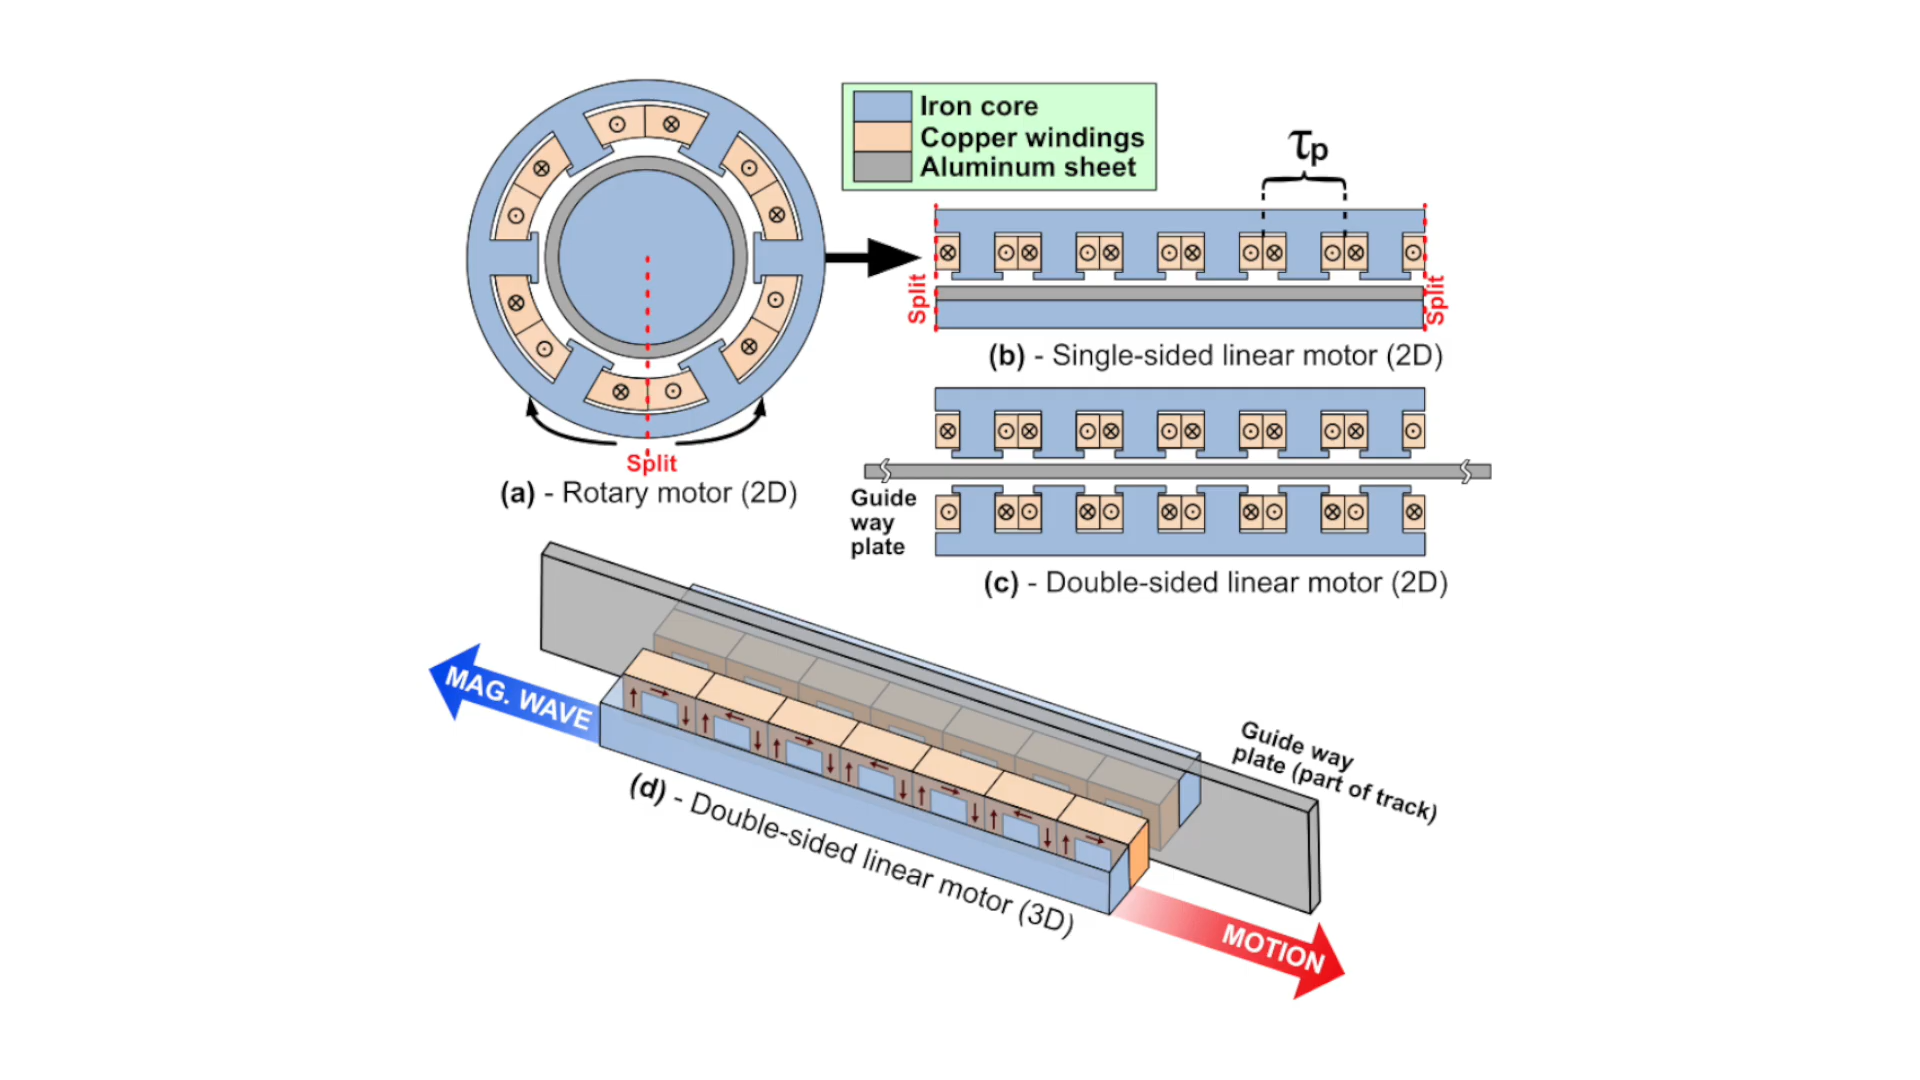 Iron core
Copper windings
Aluminum sheet
τp
Split
Split
Split
(a) - Rotary motor (2D)
(b) - Single-sided linear motor (2D)
Guide
way
plate
(c) - Double-sided linear motor (2D)
MAG. WAVE
Guide way
plate (part of track)
(d) - Double-sided linear motor (3D)
MOTION